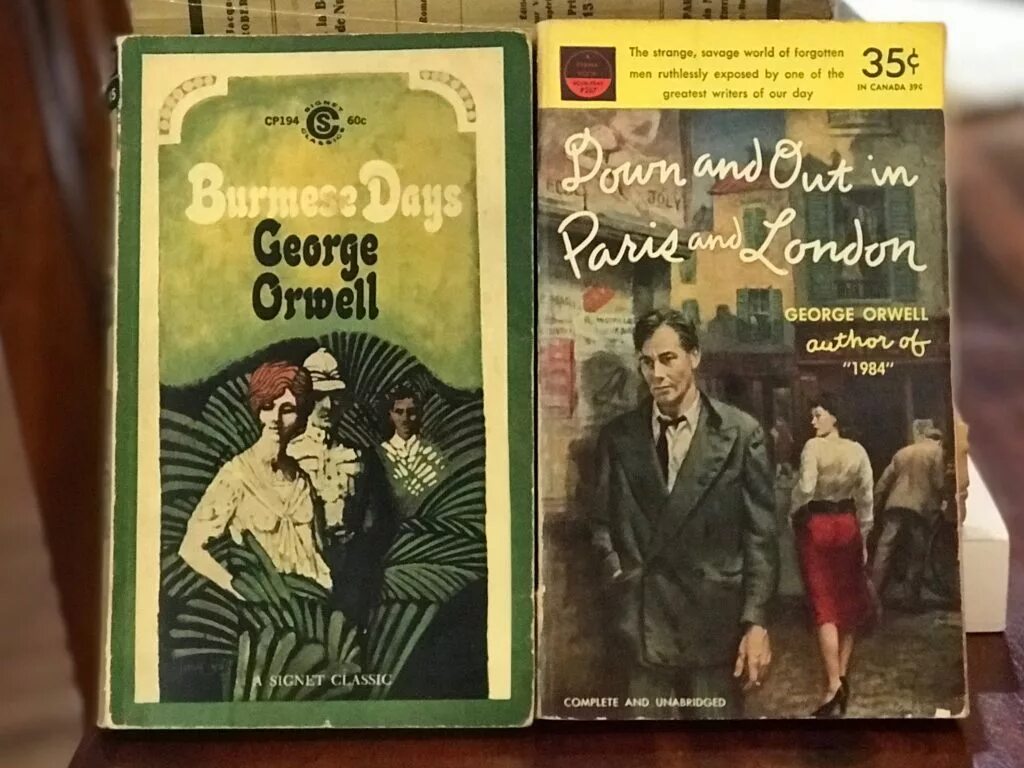 CP194
SIGNET
CLASSICS
60c
Burmese Days
George
Orwell
A SIGNET CLASSIC
The strange, savage world of forgotten
men ruthlessly exposed by one of the
greatest writers of our day
35¢
IN CANADA 39¢
Down and Out in
Paris and London
GEORGE ORWELL
author of
"1984"
JOLY
COMPLETE AND UNABRIDGED